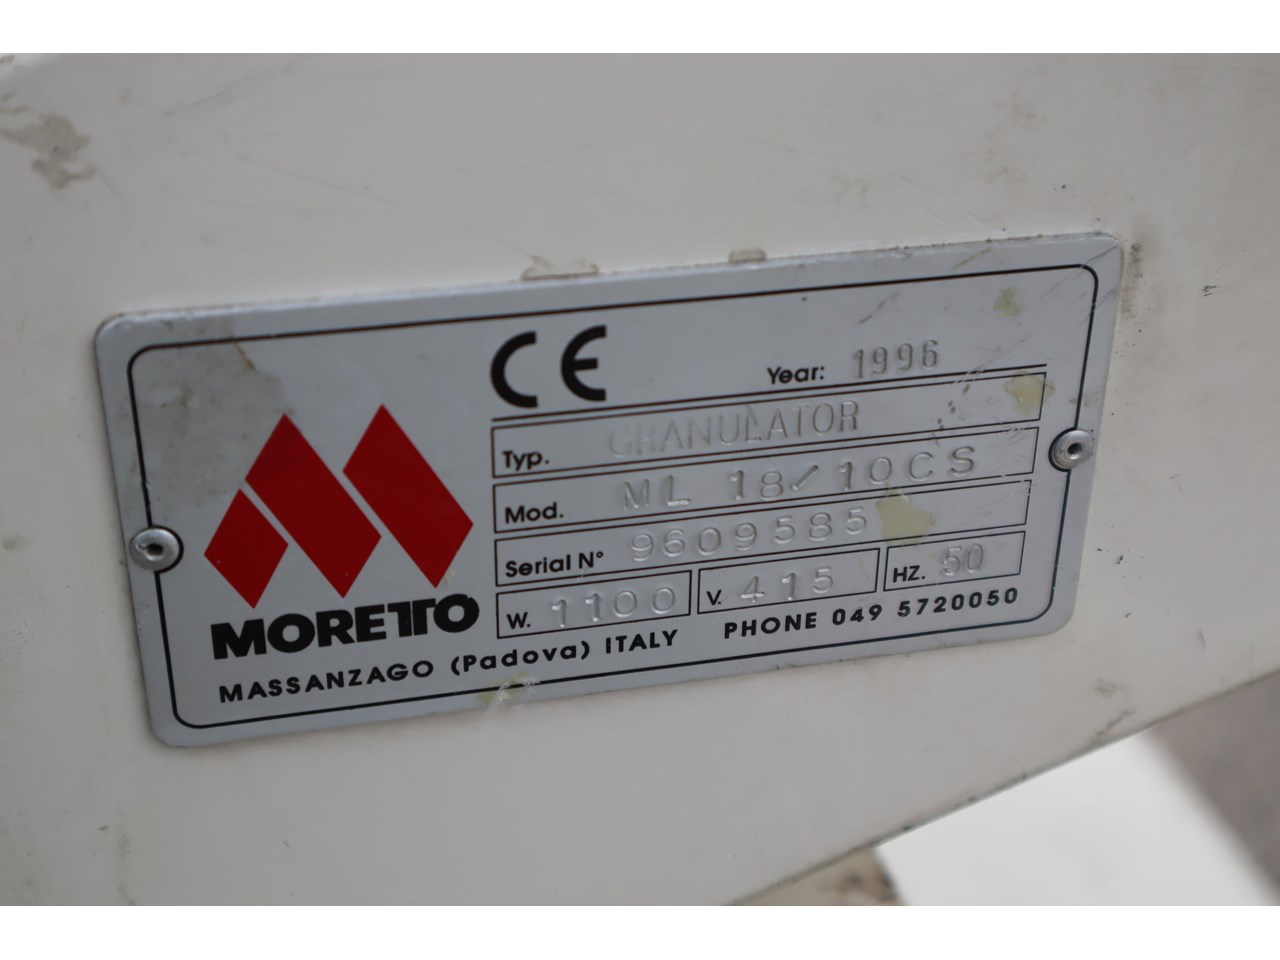 CE Year: 1996
Typ. GRANULATOR
Mod. ML 18/10CS
Serial N° 9609585
W. 1100 V. 415 HZ. 50
MORETTO
MASSANZAGO (Padova) ITALY PHONE 049 5720050